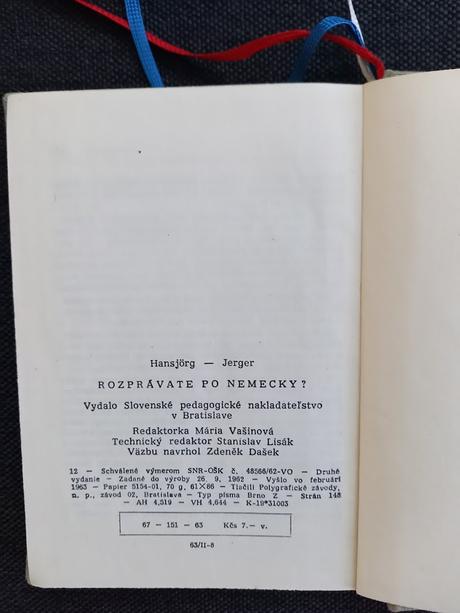 Hansjörg — Jerger
ROZPRÁVATE PO NEMECKY?
Vydalo Slovenské pedagogické nakladateľstvo
v Bratislave
Redaktorka Mária Vašinová
Technický redaktor Stanislav Lisák
Väzbu navrhol Zdeněk Dašek
12 — Schválené výmerom SNR-OŠK č. 48566/62-VO — Druhé
vydanie — Zadané do výroby 26. 9. 1962 — Vyšlo vo februári
1963 — Papier 5154-01, 70 g, 61×86 — Tlačili Polygrafické závody,
n. p., závod 02, Bratislava — Typ písma Brno Z — Strán 148
— AH 4,519 — VH 4,644 — K-19*31003
67 — 151 — 63 Kčs 7.— v.
63/II-8